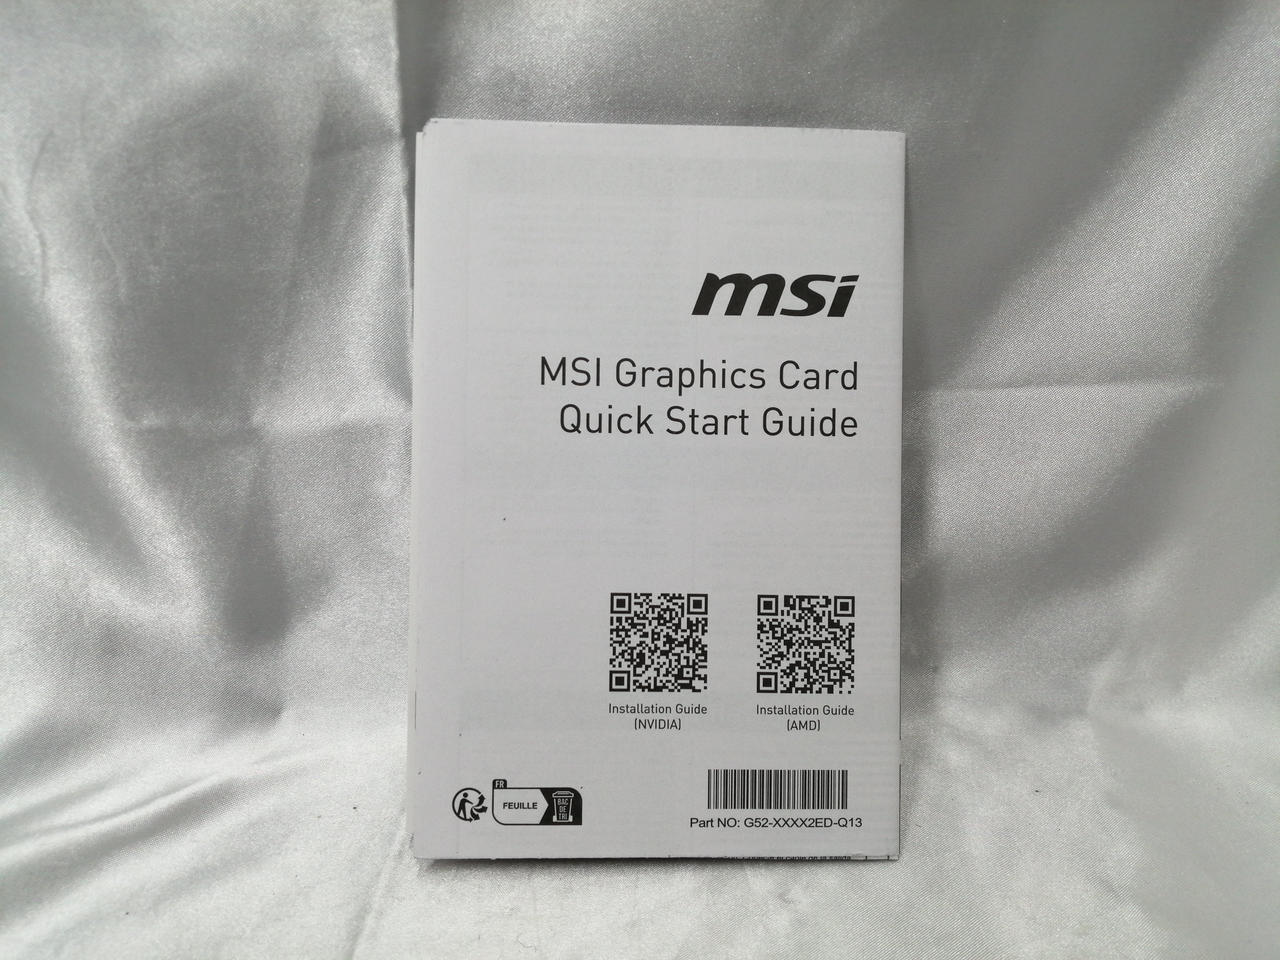 msi
MSI Graphics Card
Quick Start Guide
Installation Guide
(NVIDIA)
Installation Guide
(AMD)
FR
FEUILLE
BAC
DE
TRI
Part NO: G52-XXXX2ED-Q13